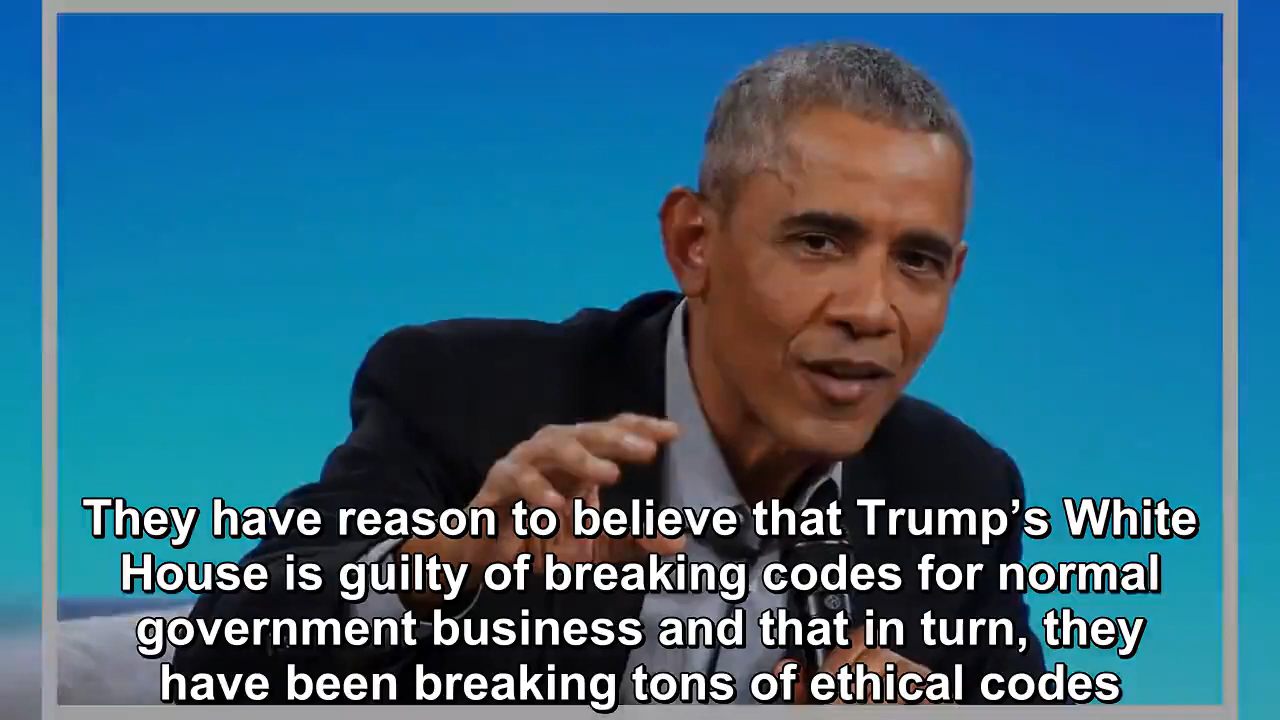 They have reason to believe that Trump’s White
House is guilty of breaking codes for normal
government business and that in turn, they
have been breaking tons of ethical codes